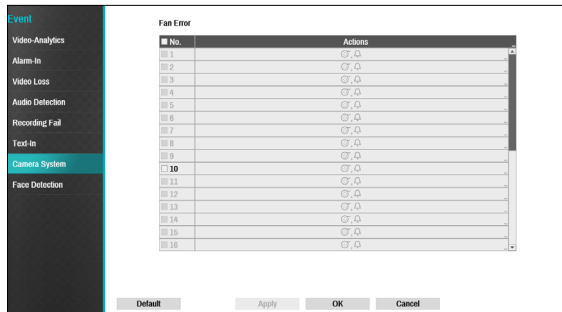 Event
Video-Analytics
Alarm-In
Video Loss
Audio Detection
Recording Fail
Text-In
Camera System
Face Detection
Fan Error
No. Actions
1
2
3
4
5
6
7
8
9
10
11
12
13
14
15
16
Default Apply OK Cancel